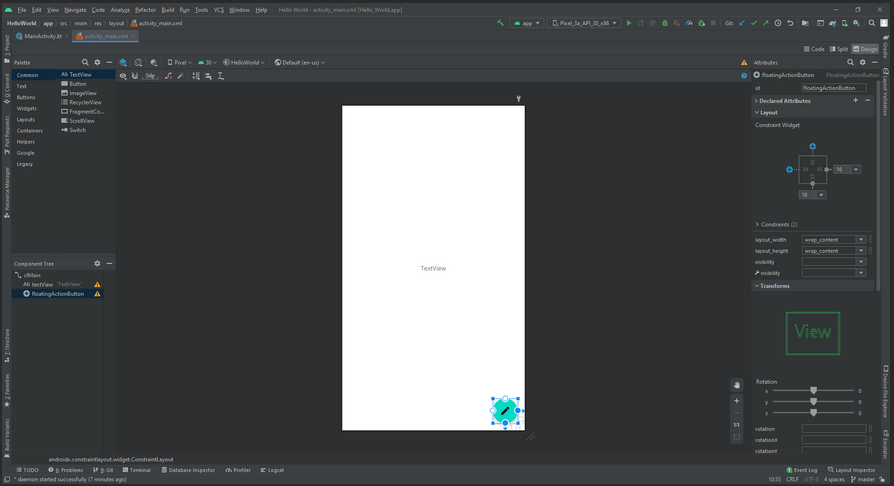 File Edit View Navigate Code Analyze Refactor Build Run Tools VCS Window Help Hello World - activity_main.xml [Hello_World.app]
HelloWorld app src main res layout activity_main.xml
app Pixel_3a_API_30_x86 Git:
MainActivity.kt activity_main.xml
Code Split Design
Palette Pixel 30 HelloWorld Default (en-us) Attributes
Common Ab TextView 0dp floatingActionButton FloatingActionButton
Text Button id floatingActionButton
Buttons ImageView
Widgets RecyclerView Declared Attributes
Layouts FragmentCo... Layout
Containers ScrollView Constraint Widget
Helpers Switch
Google
Legacy
16
16
Constraints (2)
layout_width wrap_content
layout_height wrap_content
visibility
visibility
Transforms
View
Rotation
x 0
y 0
z 0
rotation
rotationX
rotationY
TextView
1:1
Component Tree
clMain
Ab textView "TextView"
floatingActionButton
1: Project
0: Commit
Pull Requests
Resource Manager
7: Structure
2: Favorites
Build Variants
Gradle
Layout Validation
Device File Explorer
Emulator
androidx.constraintlayout.widget.ConstraintLayout
TODO 6: Problems 9: Git Terminal Database Inspector Profiler Logcat 1 Event Log Layout Inspector
* daemon started successfully (7 minutes ago) 10:53 CRLF UTF-8 4 spaces master